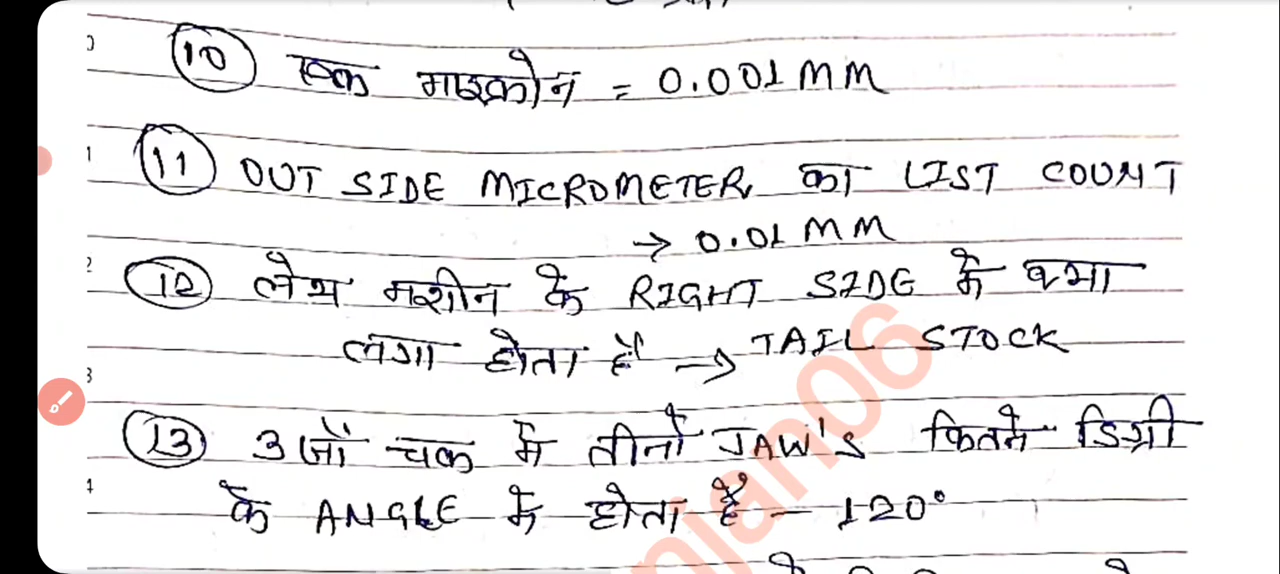 10 एक माइक्रोन = 0.001 MM
11 OUT SIDE MICROMETER का LIST COUNT
→ 0.01 MM
12 लेथ मशीन के RIGHT SIDE में क्या
लगा होता हैं → TAIL STOCK
13 3 जॉ चक में तीनों JAW'S कितने डिग्री
के ANGLE में होता है - 120°